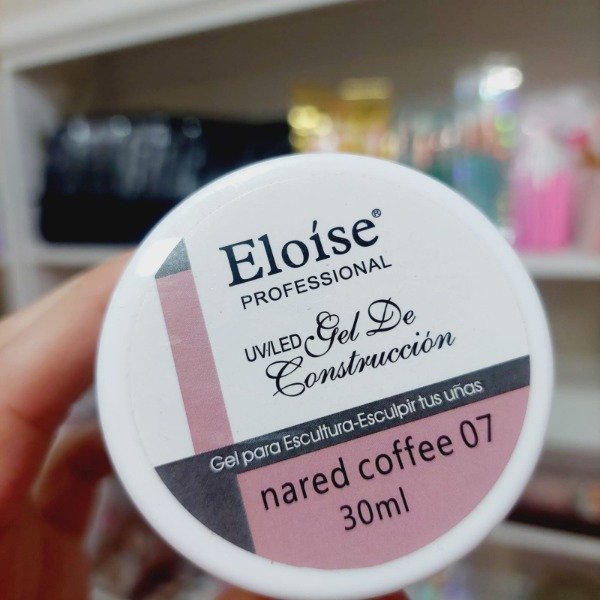 Eloíse®
PROFESSIONAL
UV/LED Gel De
Construcción
Gel para Escultura-Esculpir tus uñas
nared coffee 07
30ml